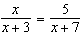 x/(x + 3) = 5/(x + 7)